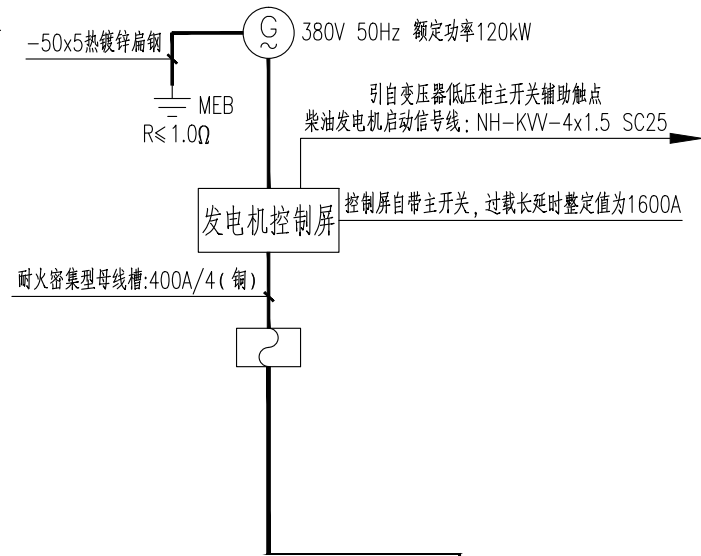 G
~
380V 50Hz 额定功率120kW
-50x5热镀锌扁钢
MEB
R≤1.0Ω
引自变压器低压柜主开关辅助触点
柴油发电机启动信号线: NH-KVV-4x1.5 SC25
发电机控制屏
控制屏自带主开关, 过载长延时整定值为1600A
耐火密集型母线槽:400A/4(铜)